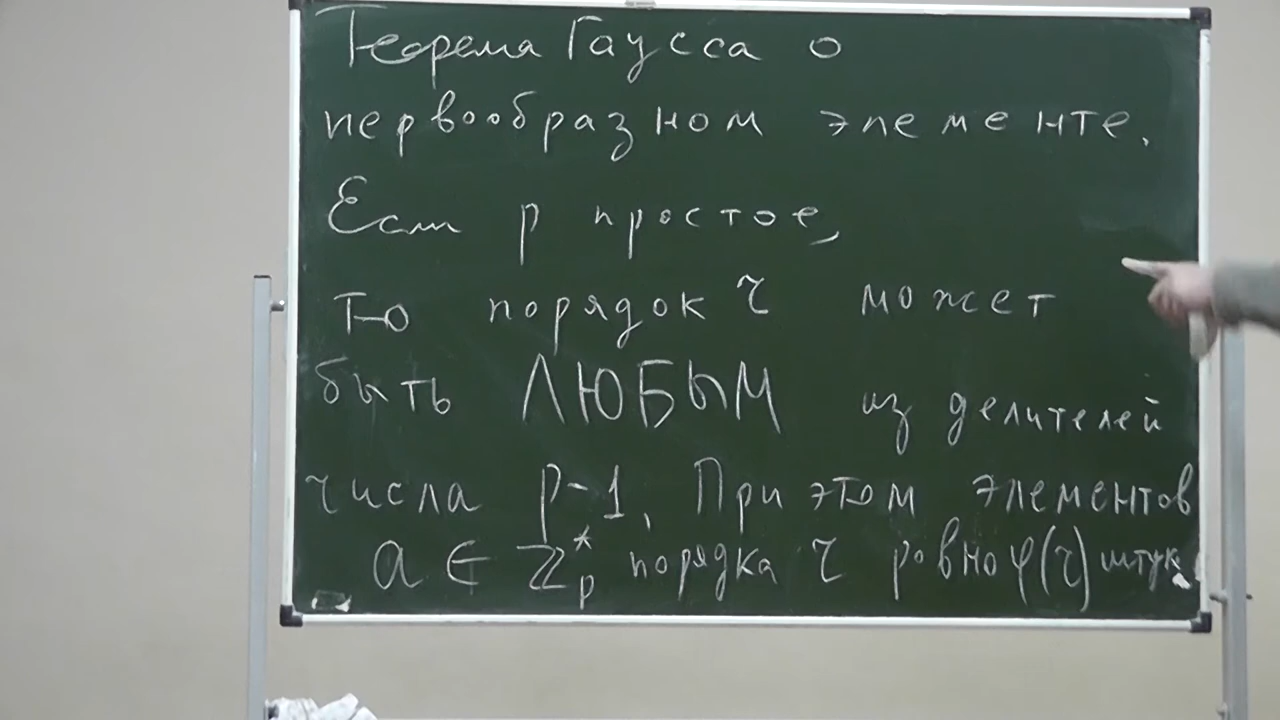 Теорема Гаусса о
первообразном элементе.
Если p простое,
то порядок r может
быть ЛЮБЫМ из делителей
числа p-1. При этом элементов
a ∈ ℤ*ₚ порядка r ровно φ(r) штук.